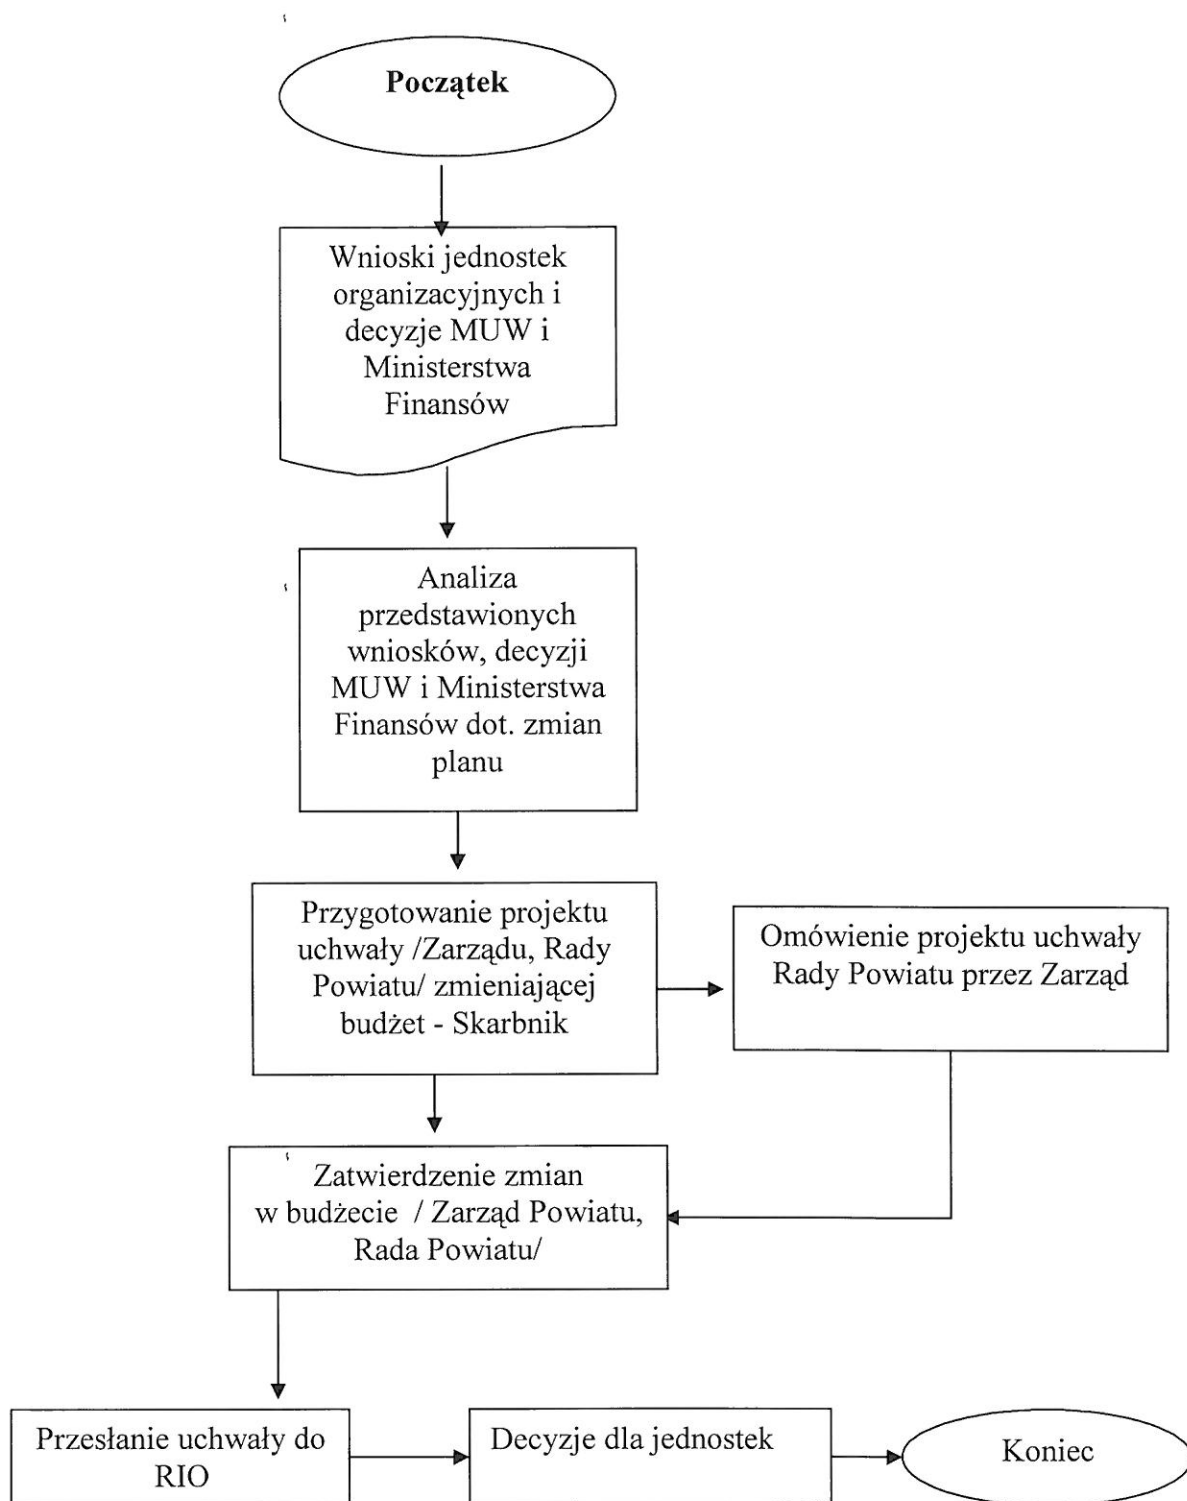 Początek
Wnioski jednostek
organizacyjnych i
decyzje MUW i
Ministerstwa
Finansów
Analiza
przedstawionych
wniosków, decyzji
MUW i Ministerstwa
Finansów dot. zmian
planu
Przygotowanie projektu
uchwały /Zarządu, Rady
Powiatu/ zmieniającej
budżet - Skarbnik
Omówienie projektu uchwały
Rady Powiatu przez Zarząd
Zatwierdzenie zmian
w budżecie / Zarząd Powiatu,
Rada Powiatu/
Przesłanie uchwały do
RIO
Decyzje dla jednostek
Koniec